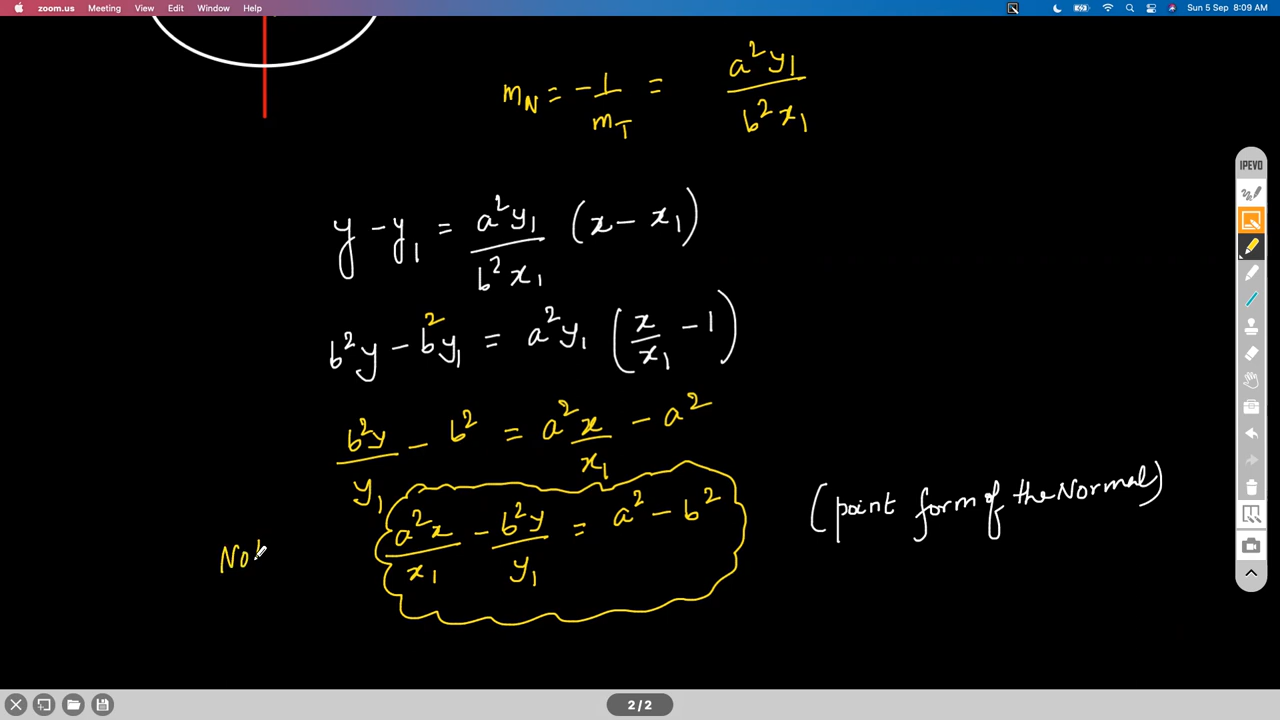 zoom.us Meeting View Edit Window Help Sun 5 Sep 8:09 AM
m_N = -1/m_T = a²y₁/b²x₁
IPEVO
y - y₁ = a²y₁/b²x₁ (x - x₁)
b²y - b²y₁ = a²y₁ (x/x₁ - 1)
b²y/y₁ - b² = a² x/x₁ - a²
a²x/x₁ - b²y/y₁ = a² - b² (point form of the Normal)
2/2